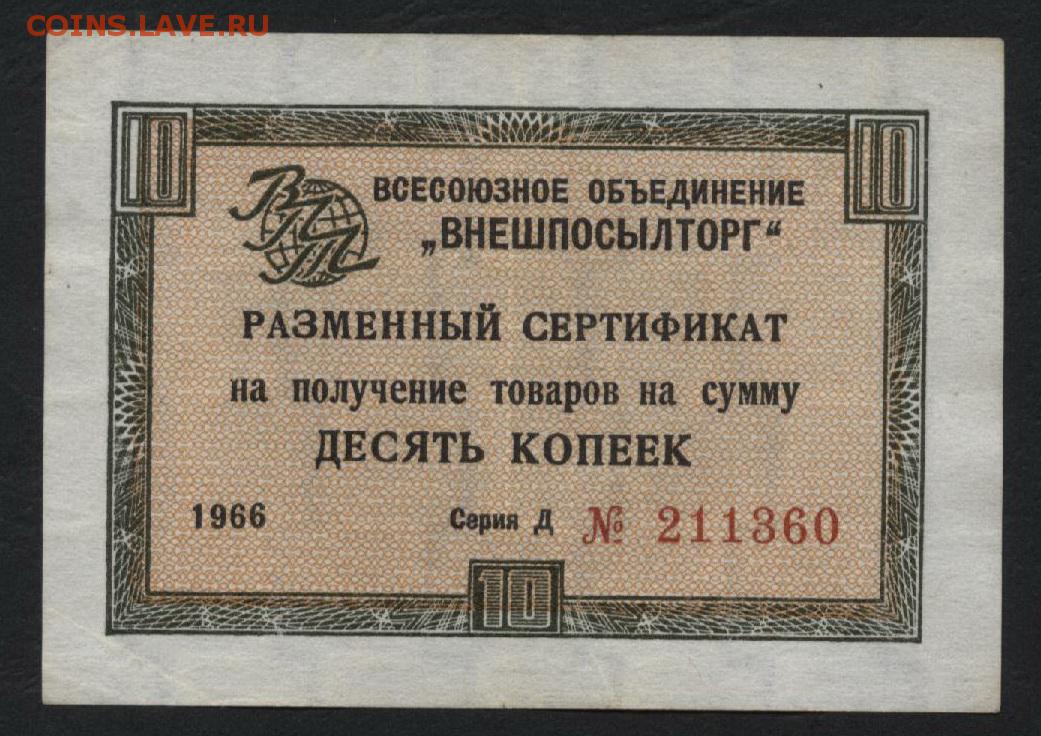 COINS.LAVE.RU
10 10
ВПТ
ВСЕСОЮЗНОЕ ОБЪЕДИНЕНИЕ
„ВНЕШПОСЫЛТОРГ“
РАЗМЕННЫЙ СЕРТИФИКАТ
на получение товаров на сумму
ДЕСЯТЬ КОПЕЕК
1966 Серия Д № 211360
10